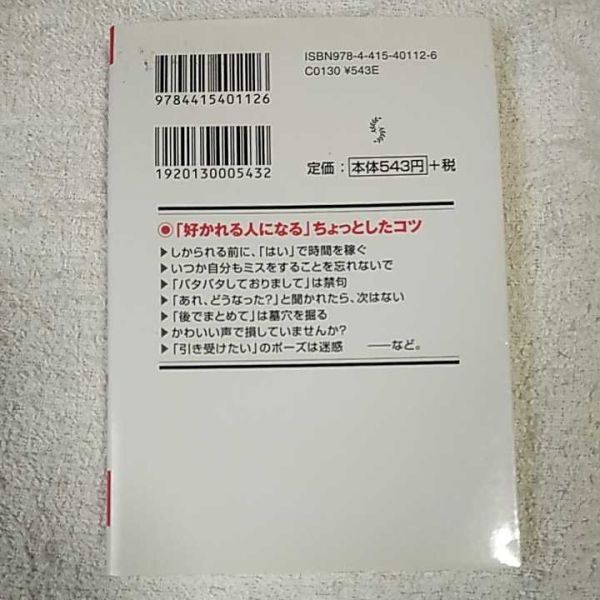 ISBN978-4-415-40112-6
C0130 ¥543E
9784415401126
1920130005432
定価：本体543円+税
◉「好かれる人になる」ちょっとしたコツ
▶しかられる前に、「はい」で時間を稼ぐ
▶いつか自分もミスをすることを忘れないで
▶「バタバタしておりまして」は禁句
▶「あれ、どうなった？」と聞かれたら、次はない
▶「後でまとめて」は墓穴を掘る
▶かわいい声で損していませんか？
▶「引き受けたい」のポーズは迷惑　――など。